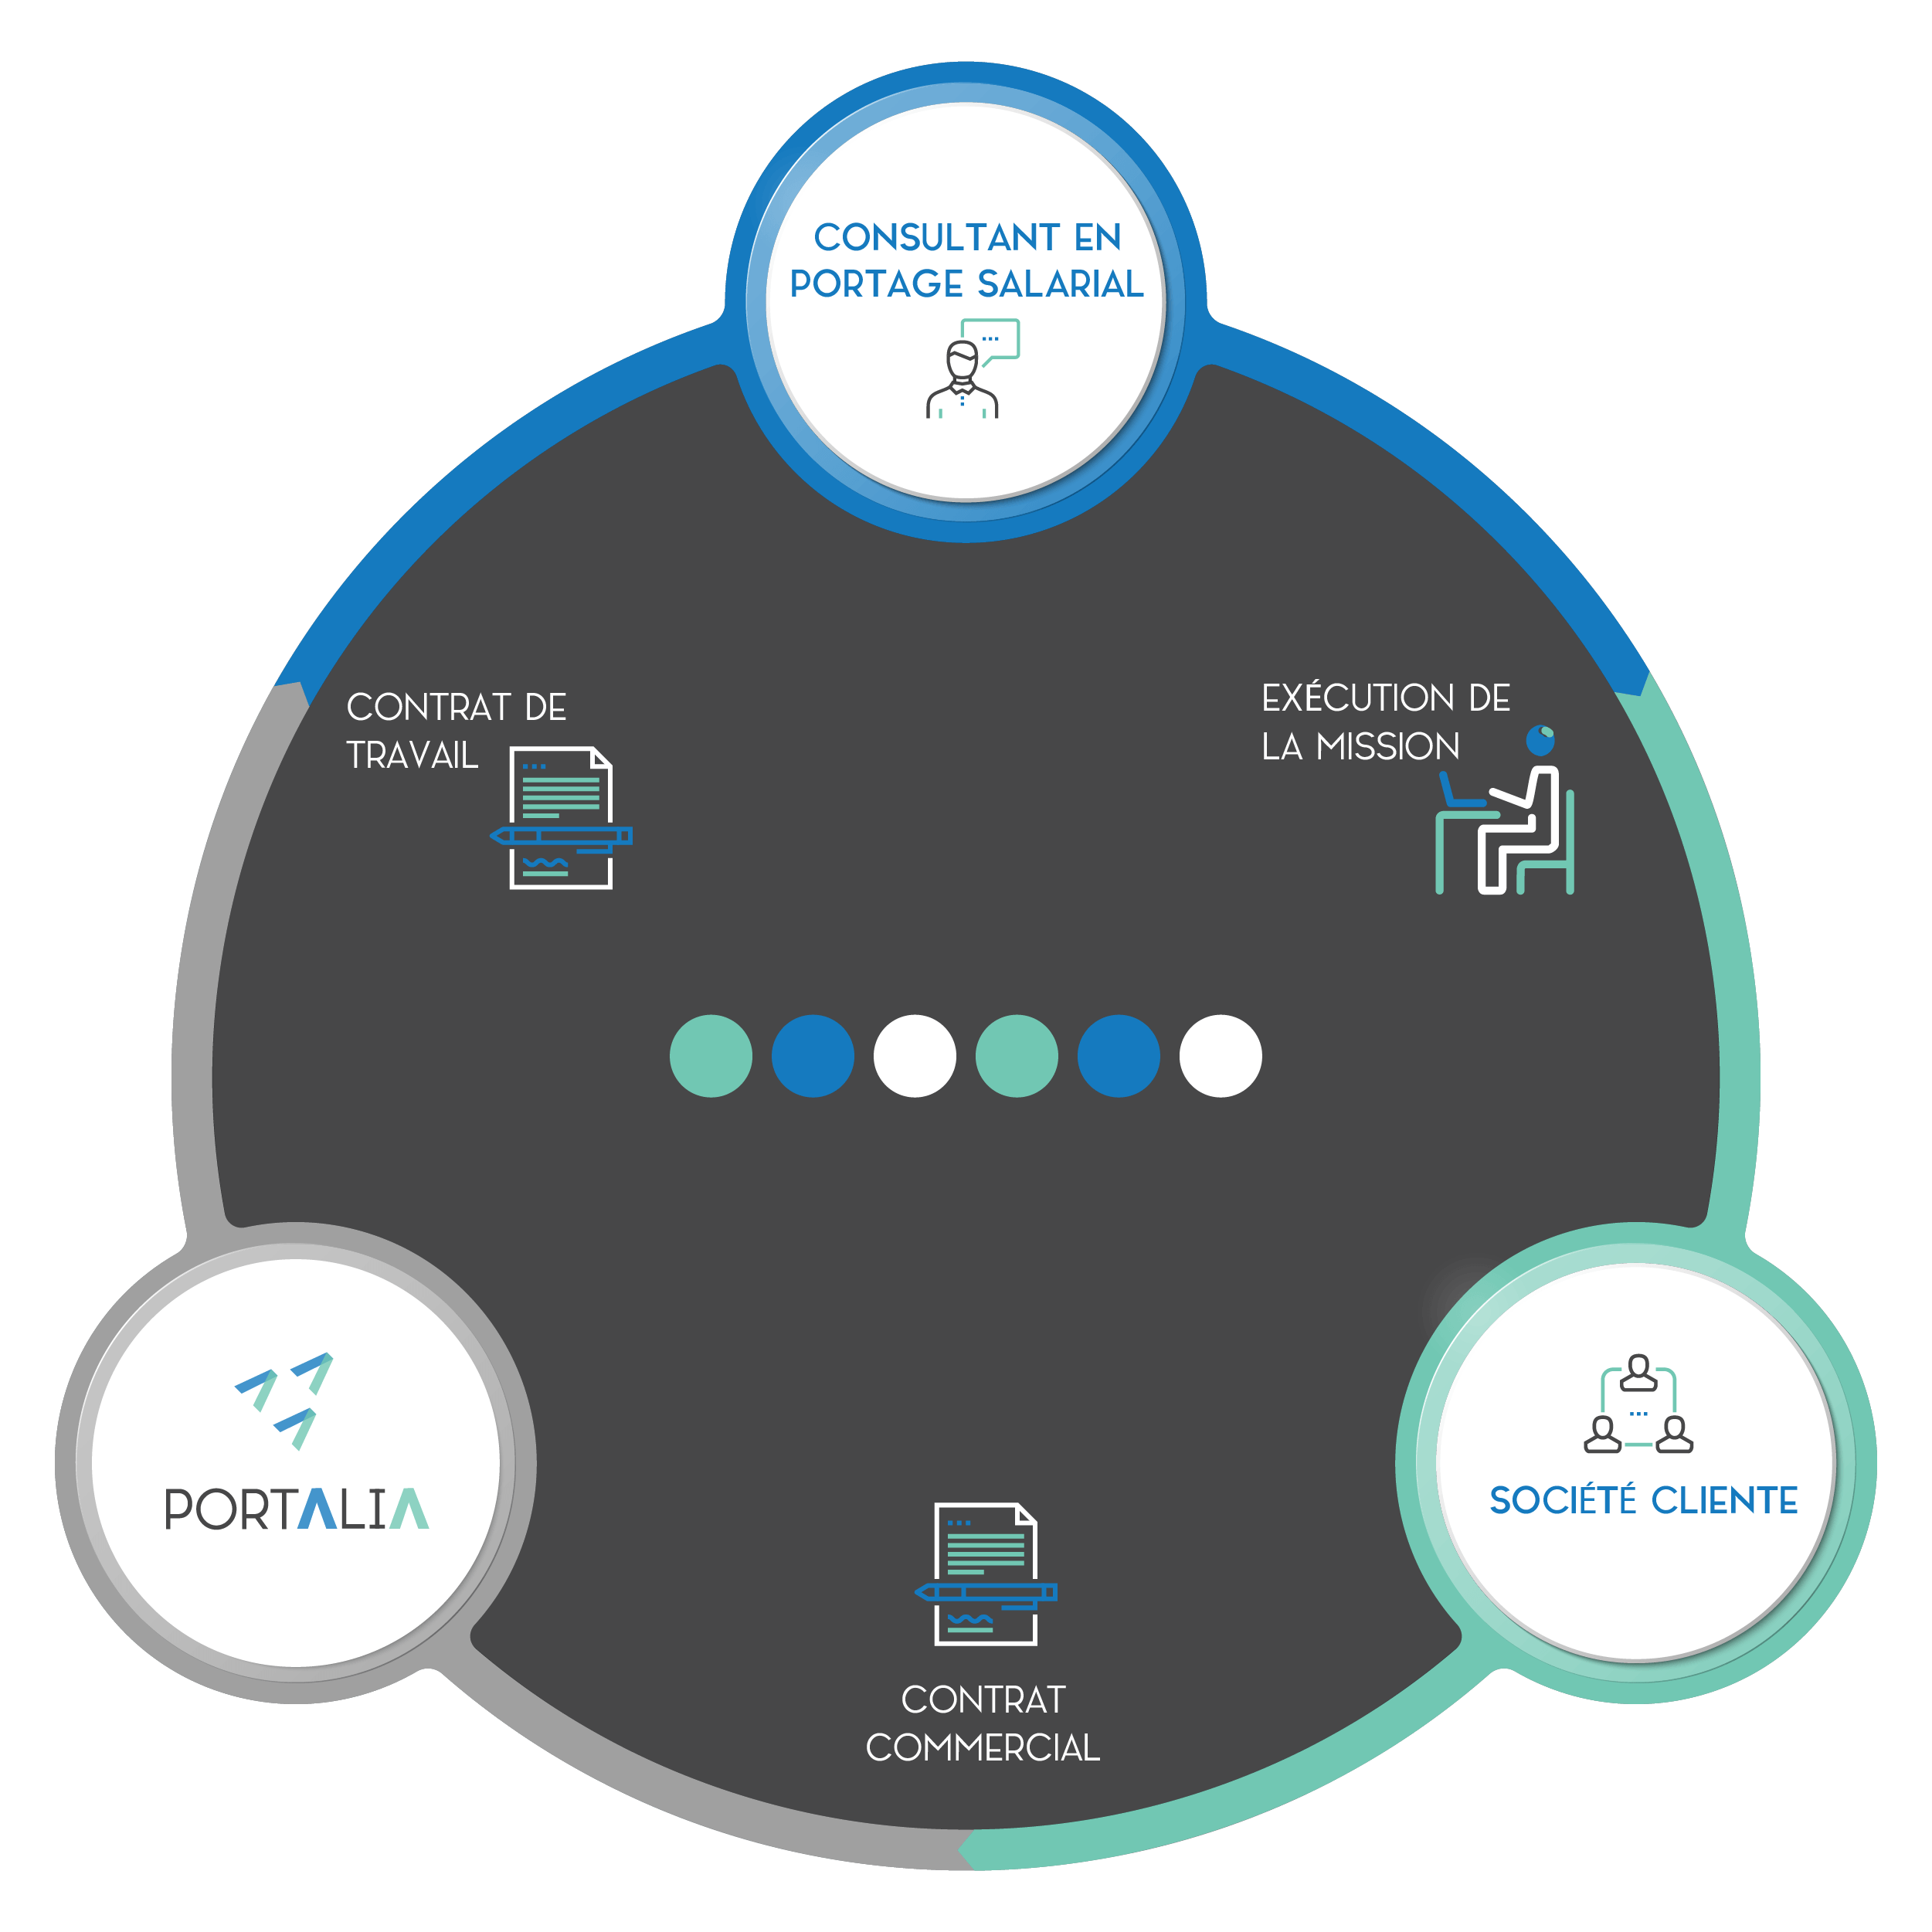 CONSULTANT EN
PORTAGE SALARIAL
CONTRAT DE
TRAVAIL
EXÉCUTION DE
LA MISSION
PORTALIA
SOCIÉTÉ CLIENTE
CONTRAT
COMMERCIAL